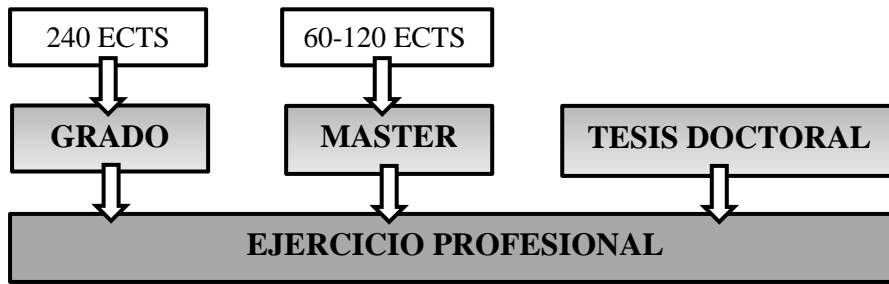 240 ECTS
60-120 ECTS
GRADO
MASTER
TESIS DOCTORAL
EJERCICIO PROFESIONAL